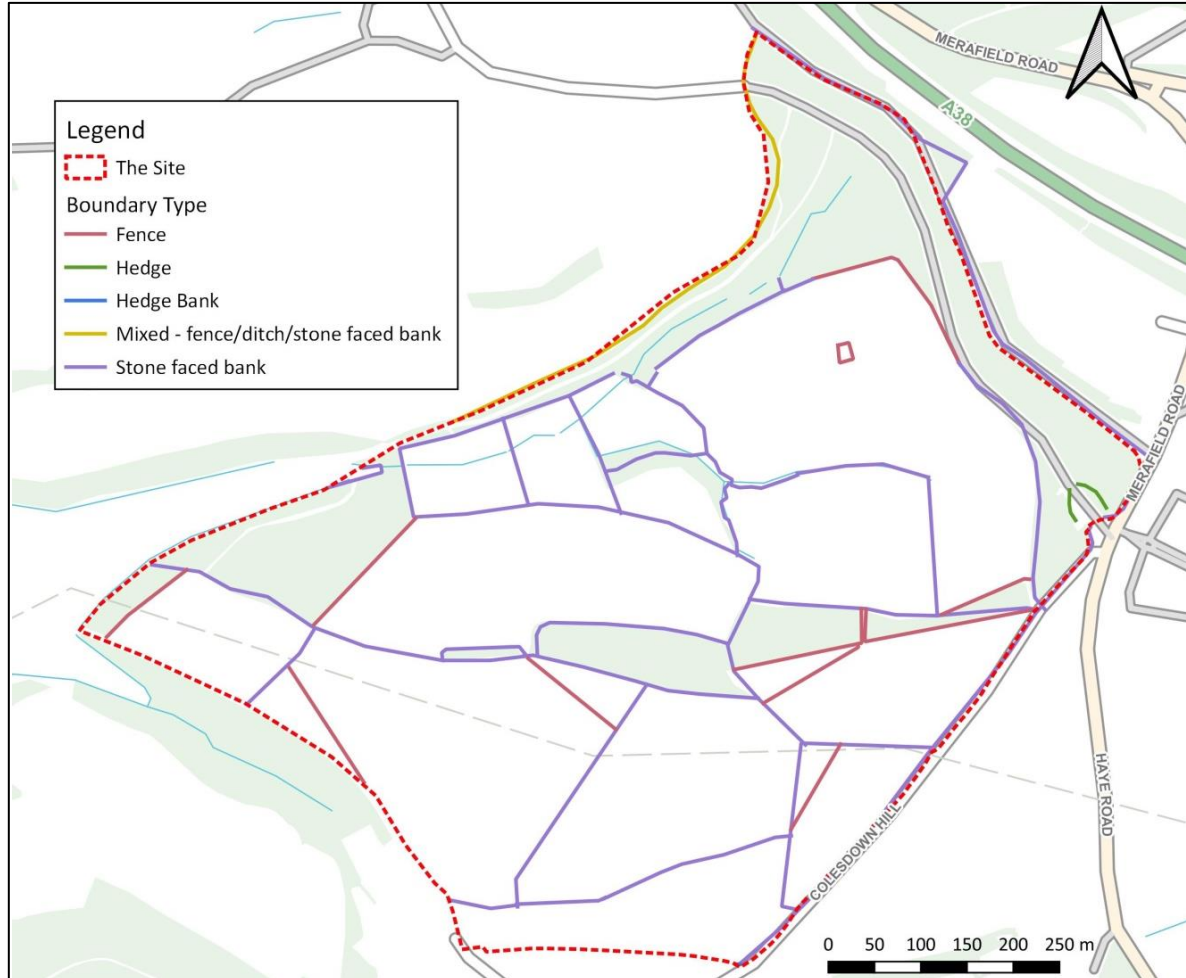 MERAFIELD ROAD
A38
Legend
The Site
Boundary Type
Fence
Hedge
Hedge Bank
Mixed - fence/ditch/stone faced bank
Stone faced bank
MERAFIELD ROAD
HAYE ROAD
COLESDOWN HILL
0 50 100 150 200 250 m